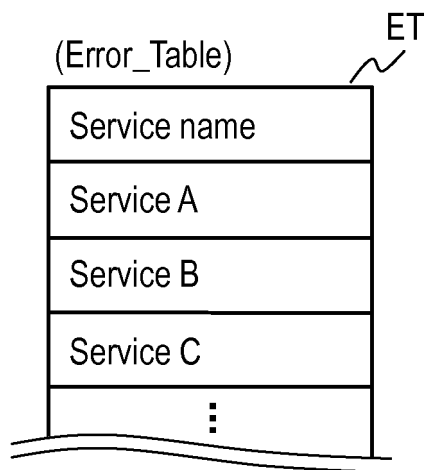 ET
(Error_Table)
Service name
Service A
Service B
Service C
⋮